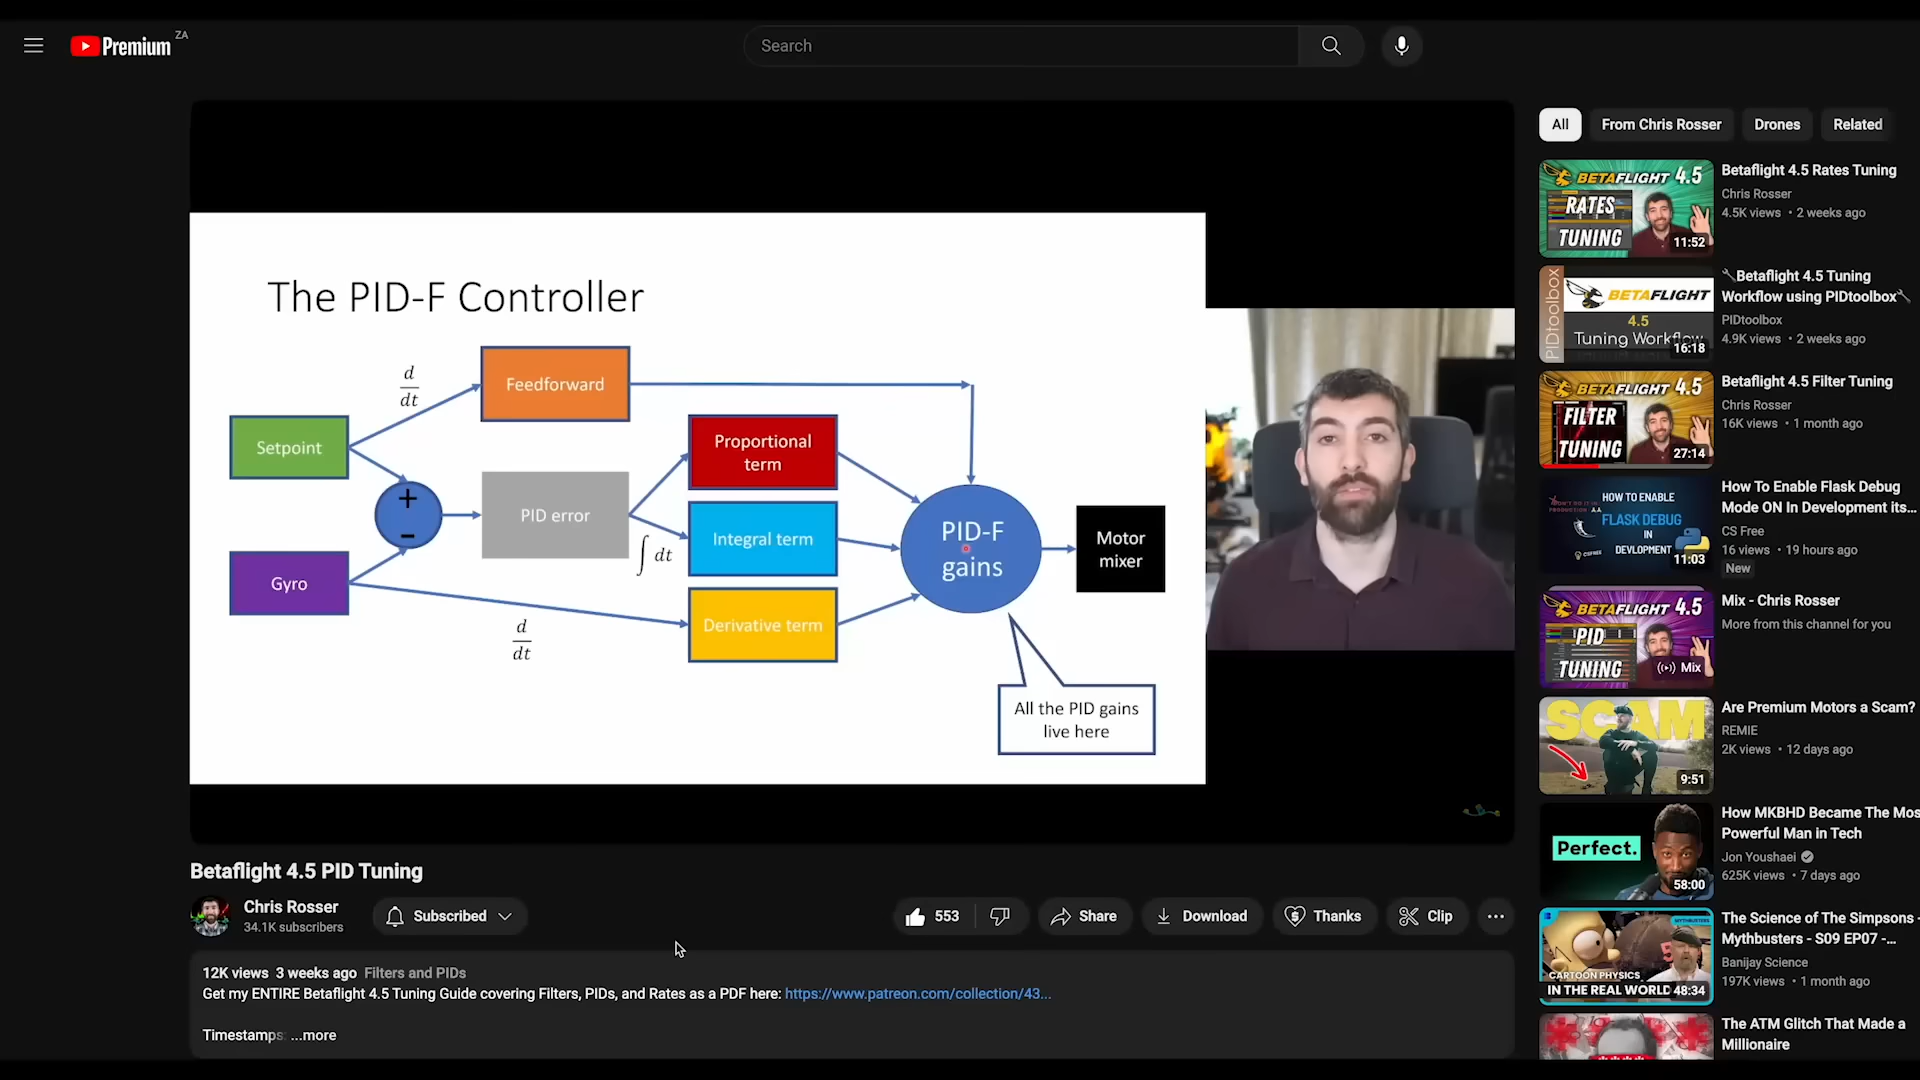 Premium ZA
Search
All
From Chris Rosser
Drones
Related
The PID-F Controller
d
dt
Feedforward
Setpoint
Proportional
term
+
-
PID error
∫ dt
Integral term
PID-F
gains
Motor
mixer
Gyro
d
dt
Derivative term
All the PID gains
live here
Betaflight 4.5 PID Tuning
Chris Rosser
34.1K subscribers
Subscribed
553
Share
Download
Thanks
Clip
...
12K views 3 weeks ago Filters and PIDs
Get my ENTIRE Betaflight 4.5 Tuning Guide covering Filters, PIDs, and Rates as a PDF here: https://www.patreon.com/collection/43...
Timestamps: ...more
BETAFLIGHT 4.5
RATES
TUNING
11:52
Betaflight 4.5 Rates Tuning
Chris Rosser
4.5K views • 2 weeks ago
PIDtoolbox
BETAFLIGHT
4.5
Tuning Workflow
16:18
Betaflight 4.5 Tuning
Workflow using PIDtoolbox
PIDtoolbox
4.9K views • 2 weeks ago
BETAFLIGHT 4.5
FILTER
TUNING
27:14
Betaflight 4.5 Filter Tuning
Chris Rosser
16K views • 1 month ago
HOW TO ENABLE
FLASK DEBUG
IN
DEVLOPMENT
11:03
How To Enable Flask Debug
Mode ON In Development its...
CS Free
16 views • 19 hours ago
New
BETAFLIGHT 4.5
PID
TUNING
Mix
Mix - Chris Rosser
More from this channel for you
SCAM
9:51
Are Premium Motors a Scam?
REMIE
2K views • 12 days ago
Perfect.
58:00
How MKBHD Became The Mos
Powerful Man in Tech
Jon Youshaei
625K views • 7 days ago
MYTHBUSTERS
CARTOON PHYSICS
IN THE REAL WORLD
48:34
The Science of The Simpsons -
Mythbusters - S09 EP07 -...
Banijay Science
197K views • 1 month ago
The ATM Glitch That Made a
Millionaire